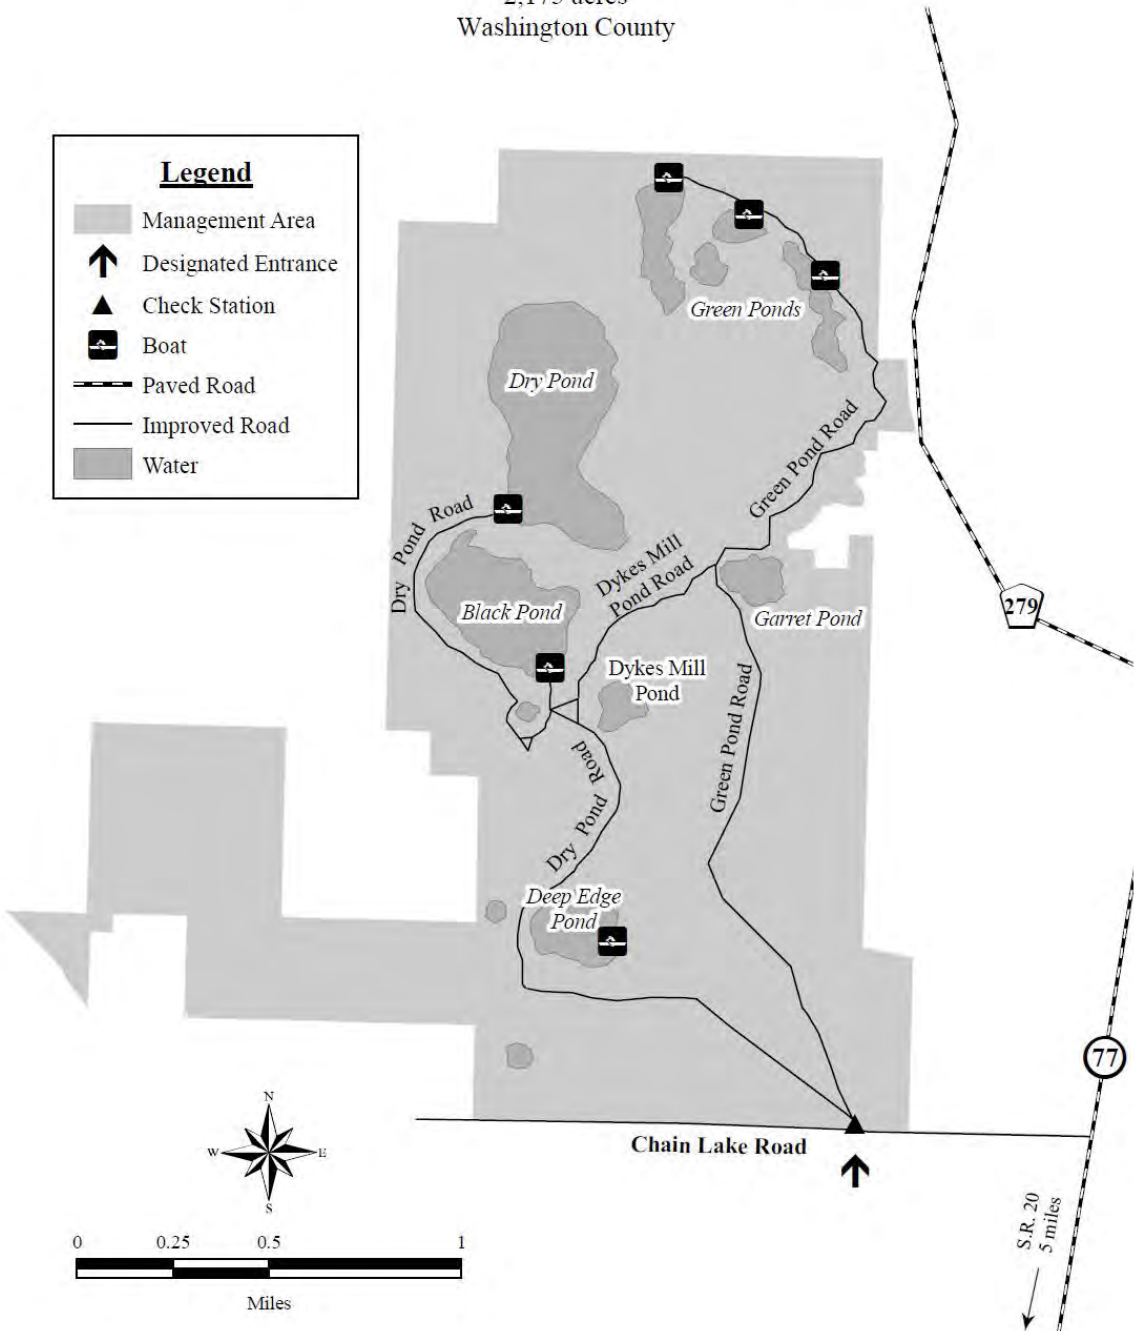 2,175 acres
Washington County
Legend
Management Area
Designated Entrance
Check Station
Boat
Paved Road
Improved Road
Water
Green Ponds
Dry Pond
Green Pond Road
Dry Pond Road
Dykes Mill
Pond Road
Black Pond
Garret Pond
279
Dykes Mill
Pond
Green Pond Road
Dry Pond Road
Deep Edge
Pond
77
N
W
E
S
Chain Lake Road
S.R. 20
5 miles
0 0.25 0.5 1
Miles